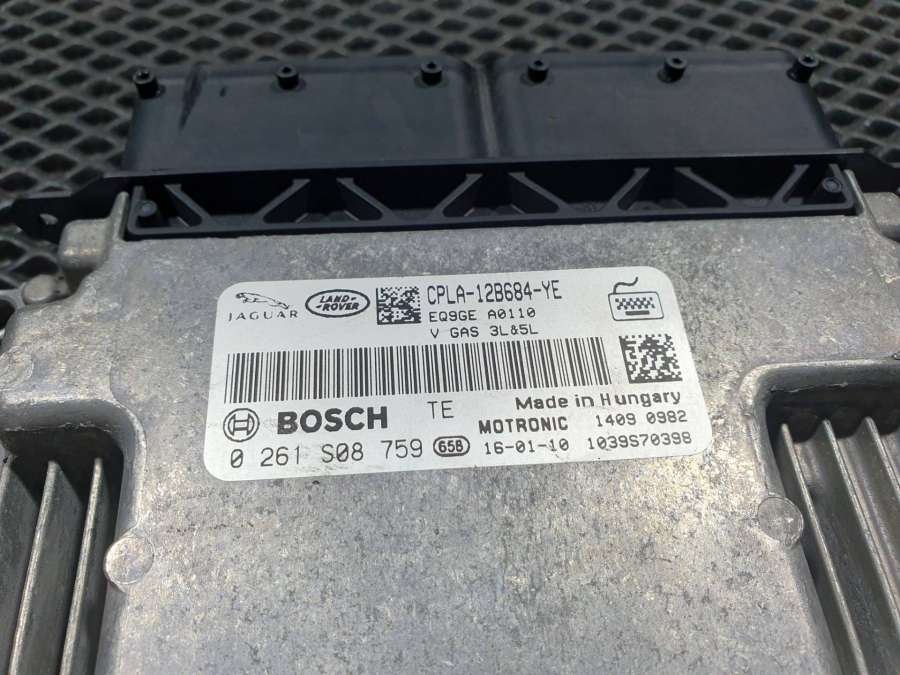 JAGUAR
LAND-
ROVER
CPLA-12B684-YE
EQ9GE A0110
V GAS 3L&5L
BOSCH TE
Made in Hungary
MOTRONIC 1409 0982
0 261 S08 759 658 16-01-10 1039S70398